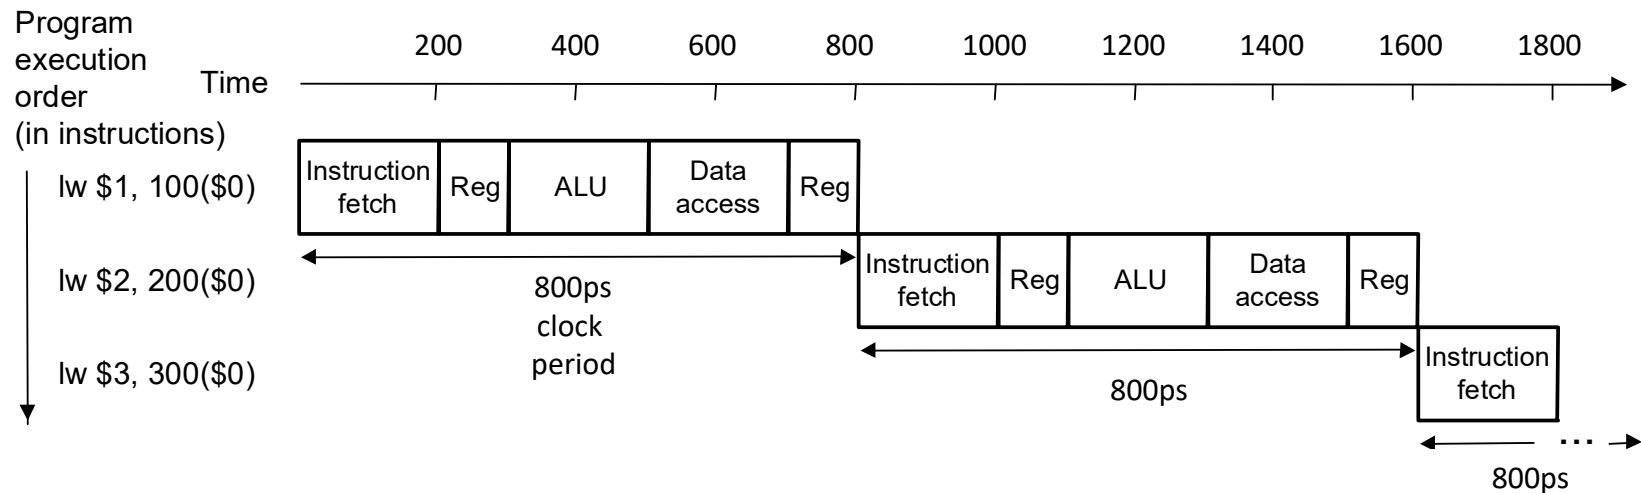 Program
execution
order
(in instructions)
Time
200 400 600 800 1000 1200 1400 1600 1800
lw $1, 100($0)
Instruction
fetch
Reg
ALU
Data
access
Reg
800ps
clock
period
lw $2, 200($0)
Instruction
fetch
Reg
ALU
Data
access
Reg
800ps
lw $3, 300($0)
Instruction
fetch
...
800ps